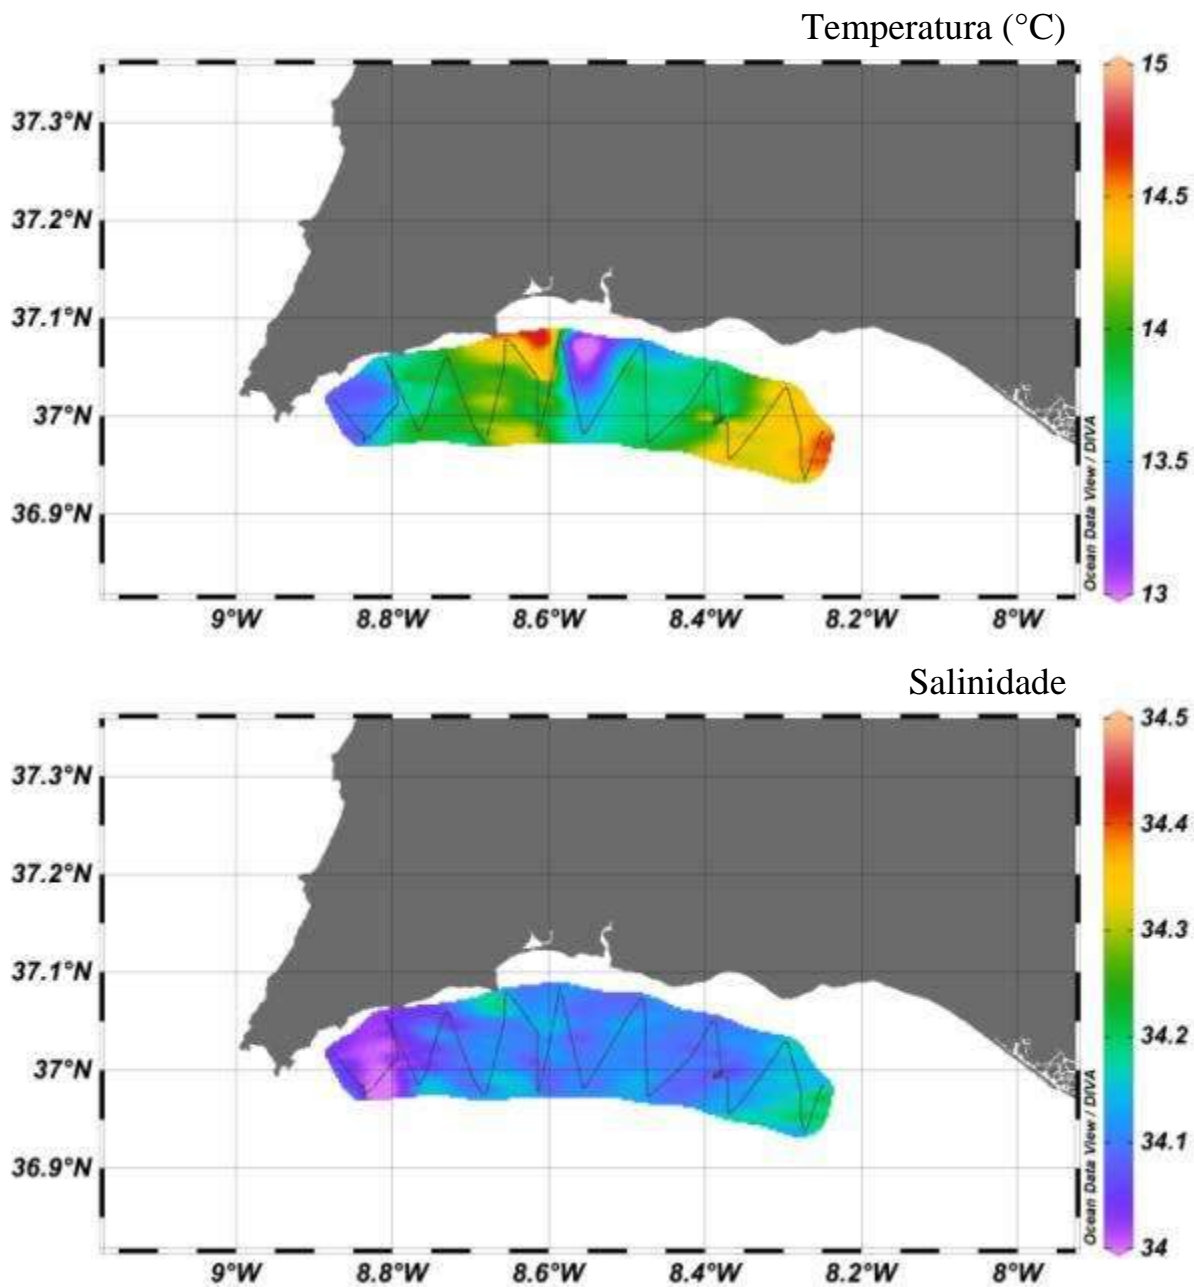 Temperatura (°C)
15
37.3°N
14.5
37.2°N
37.1°N
14
37°N
13.5
36.9°N
Ocean Data View / DIVA
13
9°W 8.8°W 8.6°W 8.4°W 8.2°W 8°W
Salinidade
34.5
37.3°N
34.4
37.2°N
34.3
37.1°N
34.2
37°N
34.1
36.9°N
Ocean Data View / DIVA
34
9°W 8.8°W 8.6°W 8.4°W 8.2°W 8°W